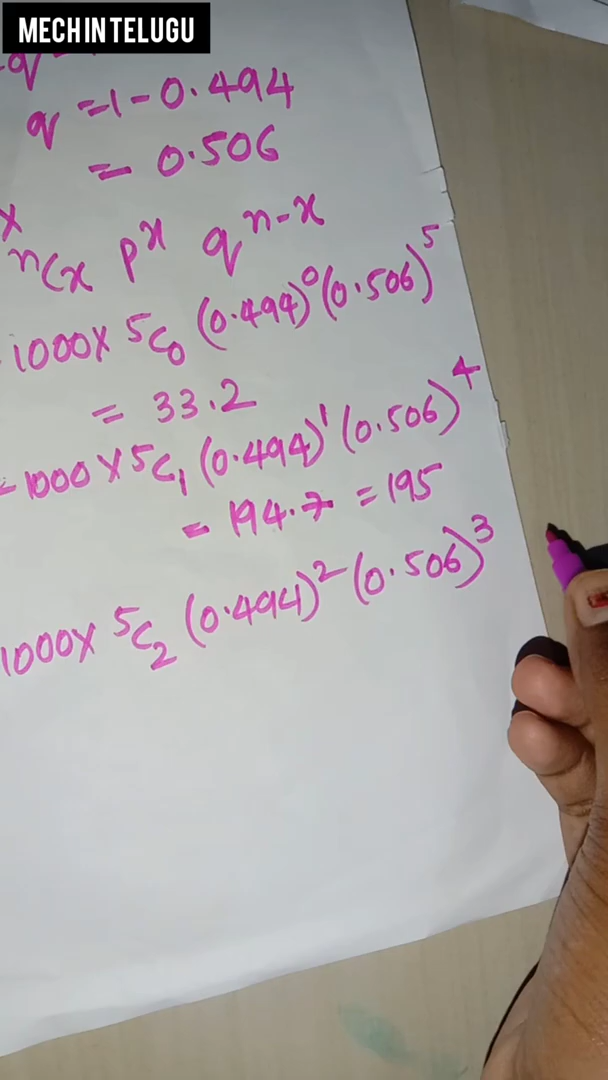 MECH IN TELUGU
q = 1 - 0.494
= 0.506
ⁿCₓ pˣ qⁿ⁻ˣ
1000 × ⁵C₀ (0.494)⁰ (0.506)⁵
= 33.2
= 1000 × ⁵C₁ (0.494)¹ (0.506)⁴
= 194.7 = 195
1000 × ⁵C₂ (0.494)² (0.506)³